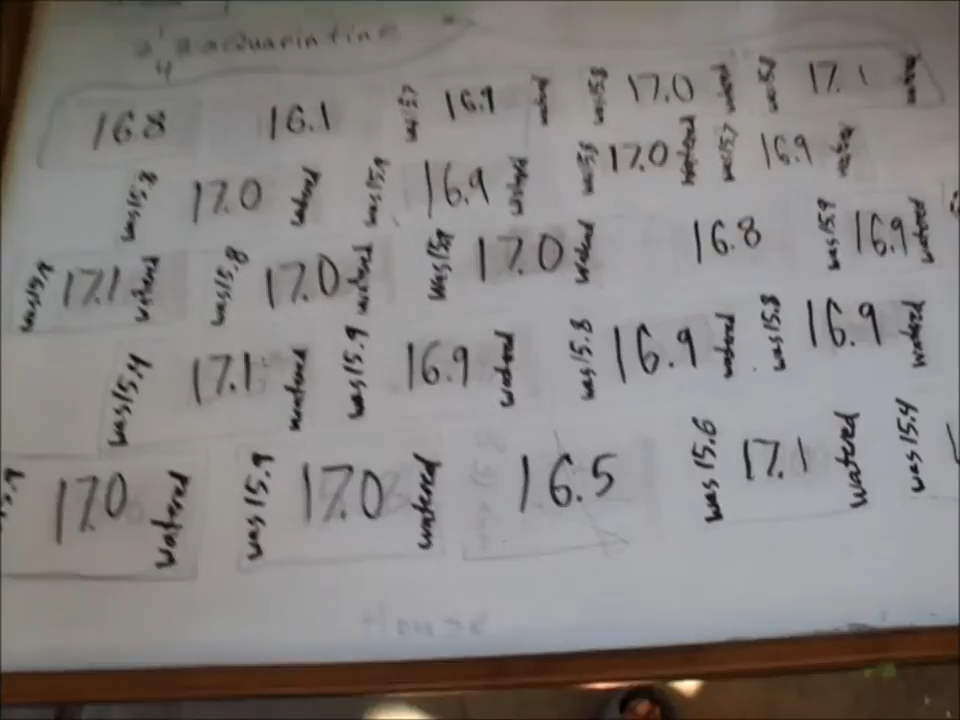 16.8 16.1 was 15.7 16.9 watered was 15.8 17.0 watered was 15.8 17.1 watered
was 15.8 17.0 watered was 15.9 16.9 watered was 15.8 17.0 watered was 15.7 16.9 watered
was 15.8 17.1 watered was 15.8 17.0 watered was 15.9 17.0 watered 16.8 was 15.9 16.9 watered
was 15.4 17.1 watered was 15.9 16.9 watered was 15.8 16.9 watered was 15.8 16.9 watered
17.0 watered was 15.9 17.0 watered 16.5 was 15.6 17.1 watered was 15.4
House